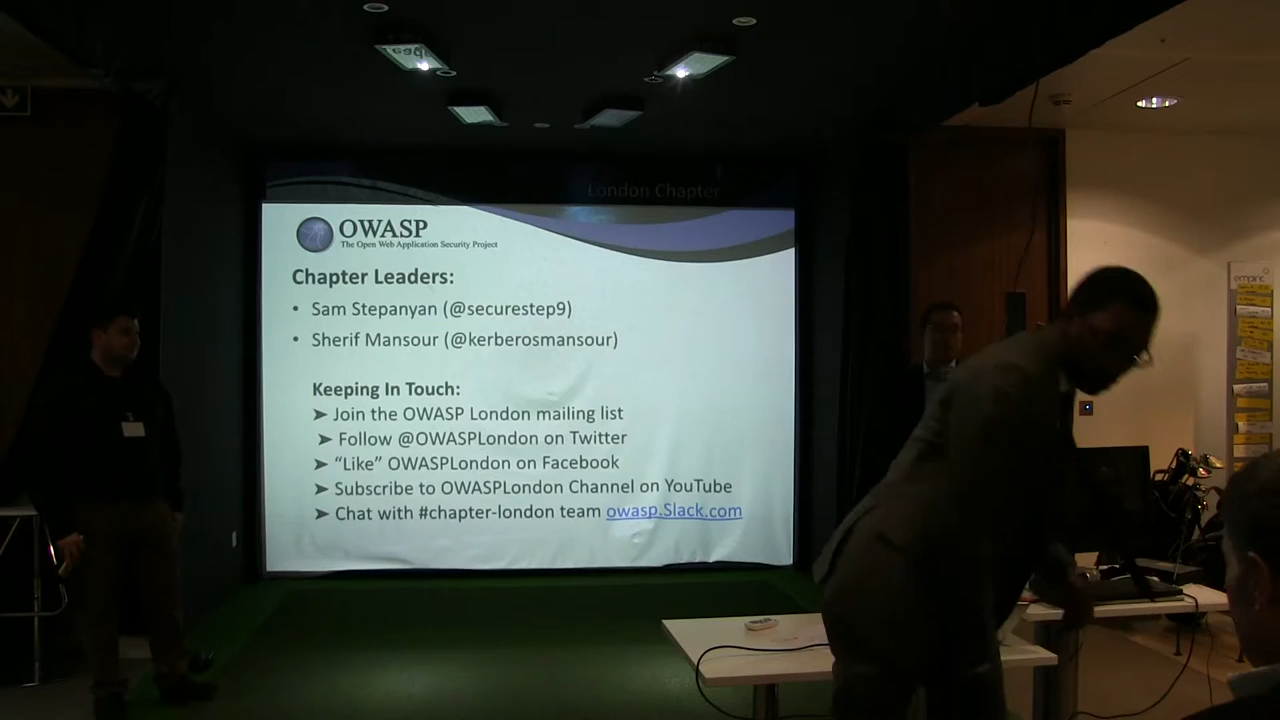 London Chapter
OWASP
The Open Web Application Security Project
Chapter Leaders:
• Sam Stepanyan (@securestep9)
• Sherif Mansour (@kerberosmansour)
Keeping In Touch:
➤ Join the OWASP London mailing list
➤ Follow @OWASPLondon on Twitter
➤ “Like” OWASPLondon on Facebook
➤ Subscribe to OWASPLondon Channel on YouTube
➤ Chat with #chapter-london team owasp.Slack.com
empiric